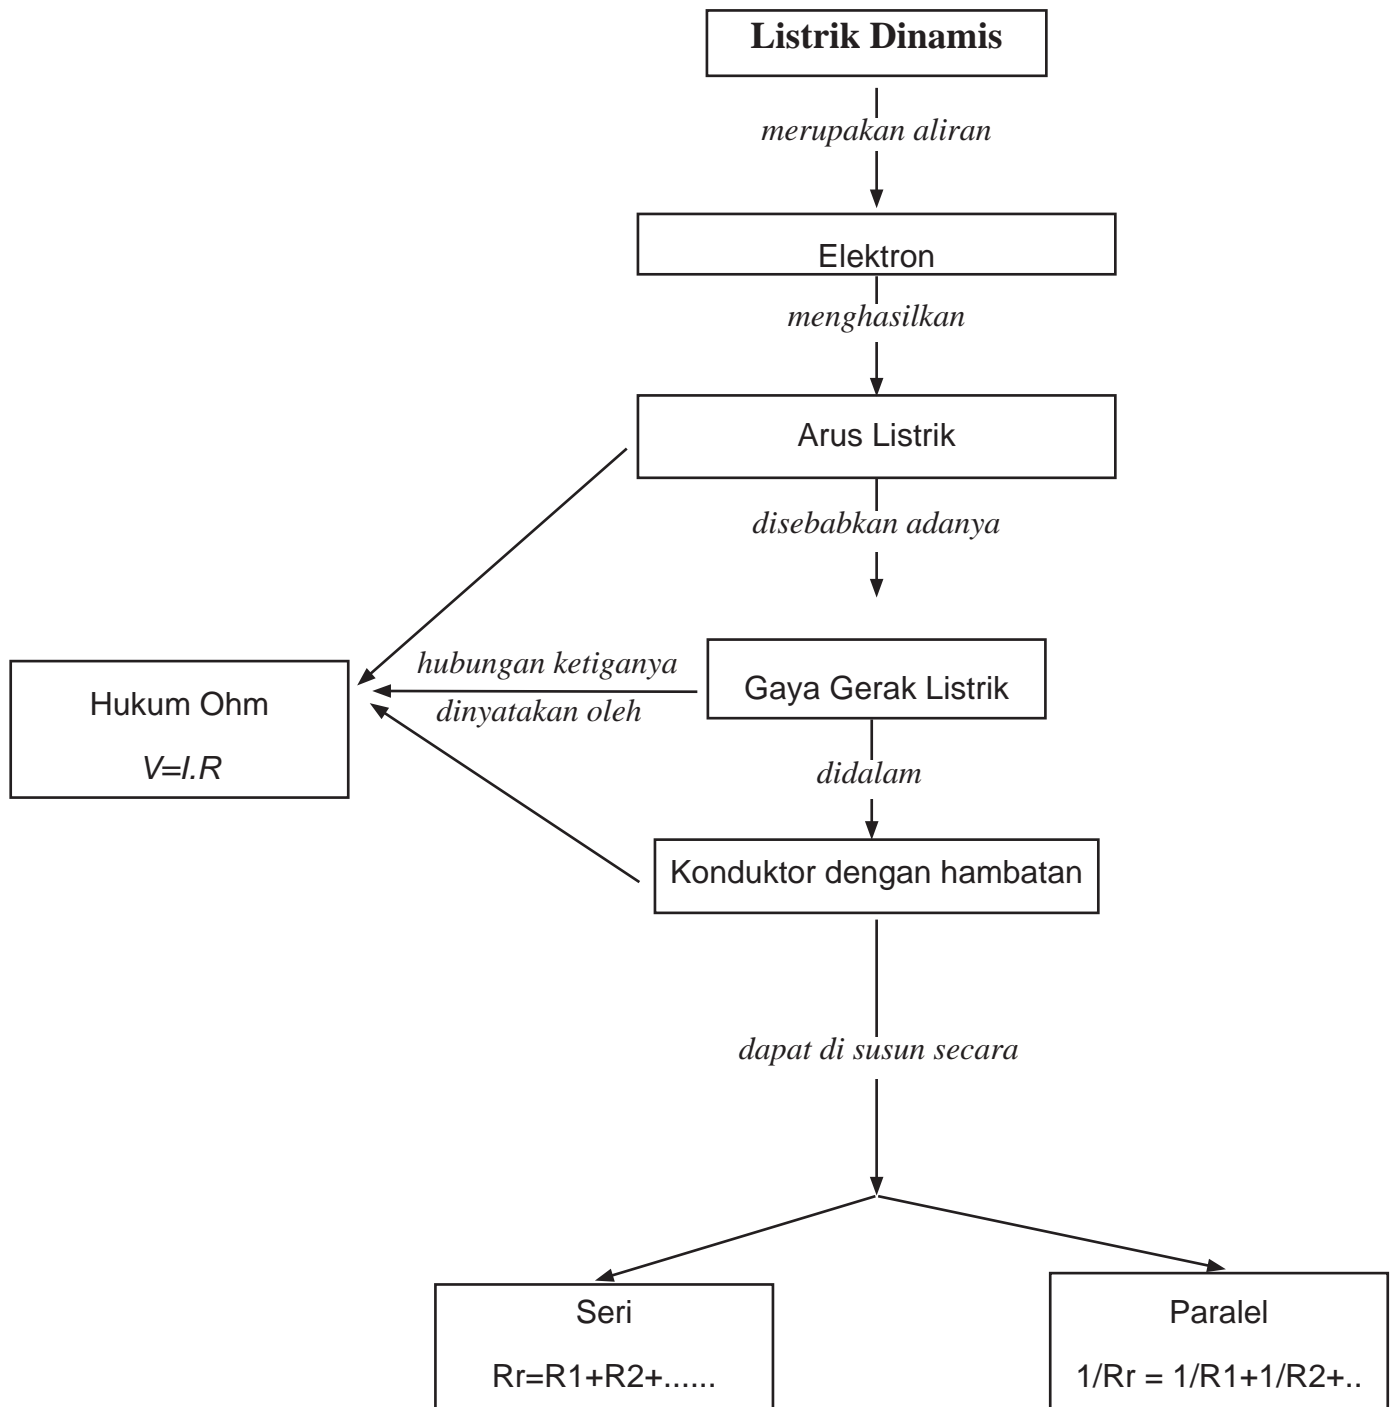 Listrik Dinamis
merupakan aliran
Elektron
menghasilkan
Arus Listrik
disebabkan adanya
hubungan ketiganya
dinyatakan oleh
Gaya Gerak Listrik
Hukum Ohm
V=I.R
didalam
Konduktor dengan hambatan
dapat di susun secara
Seri
Rr=R1+R2+......
Paralel
1/Rr = 1/R1+1/R2+..